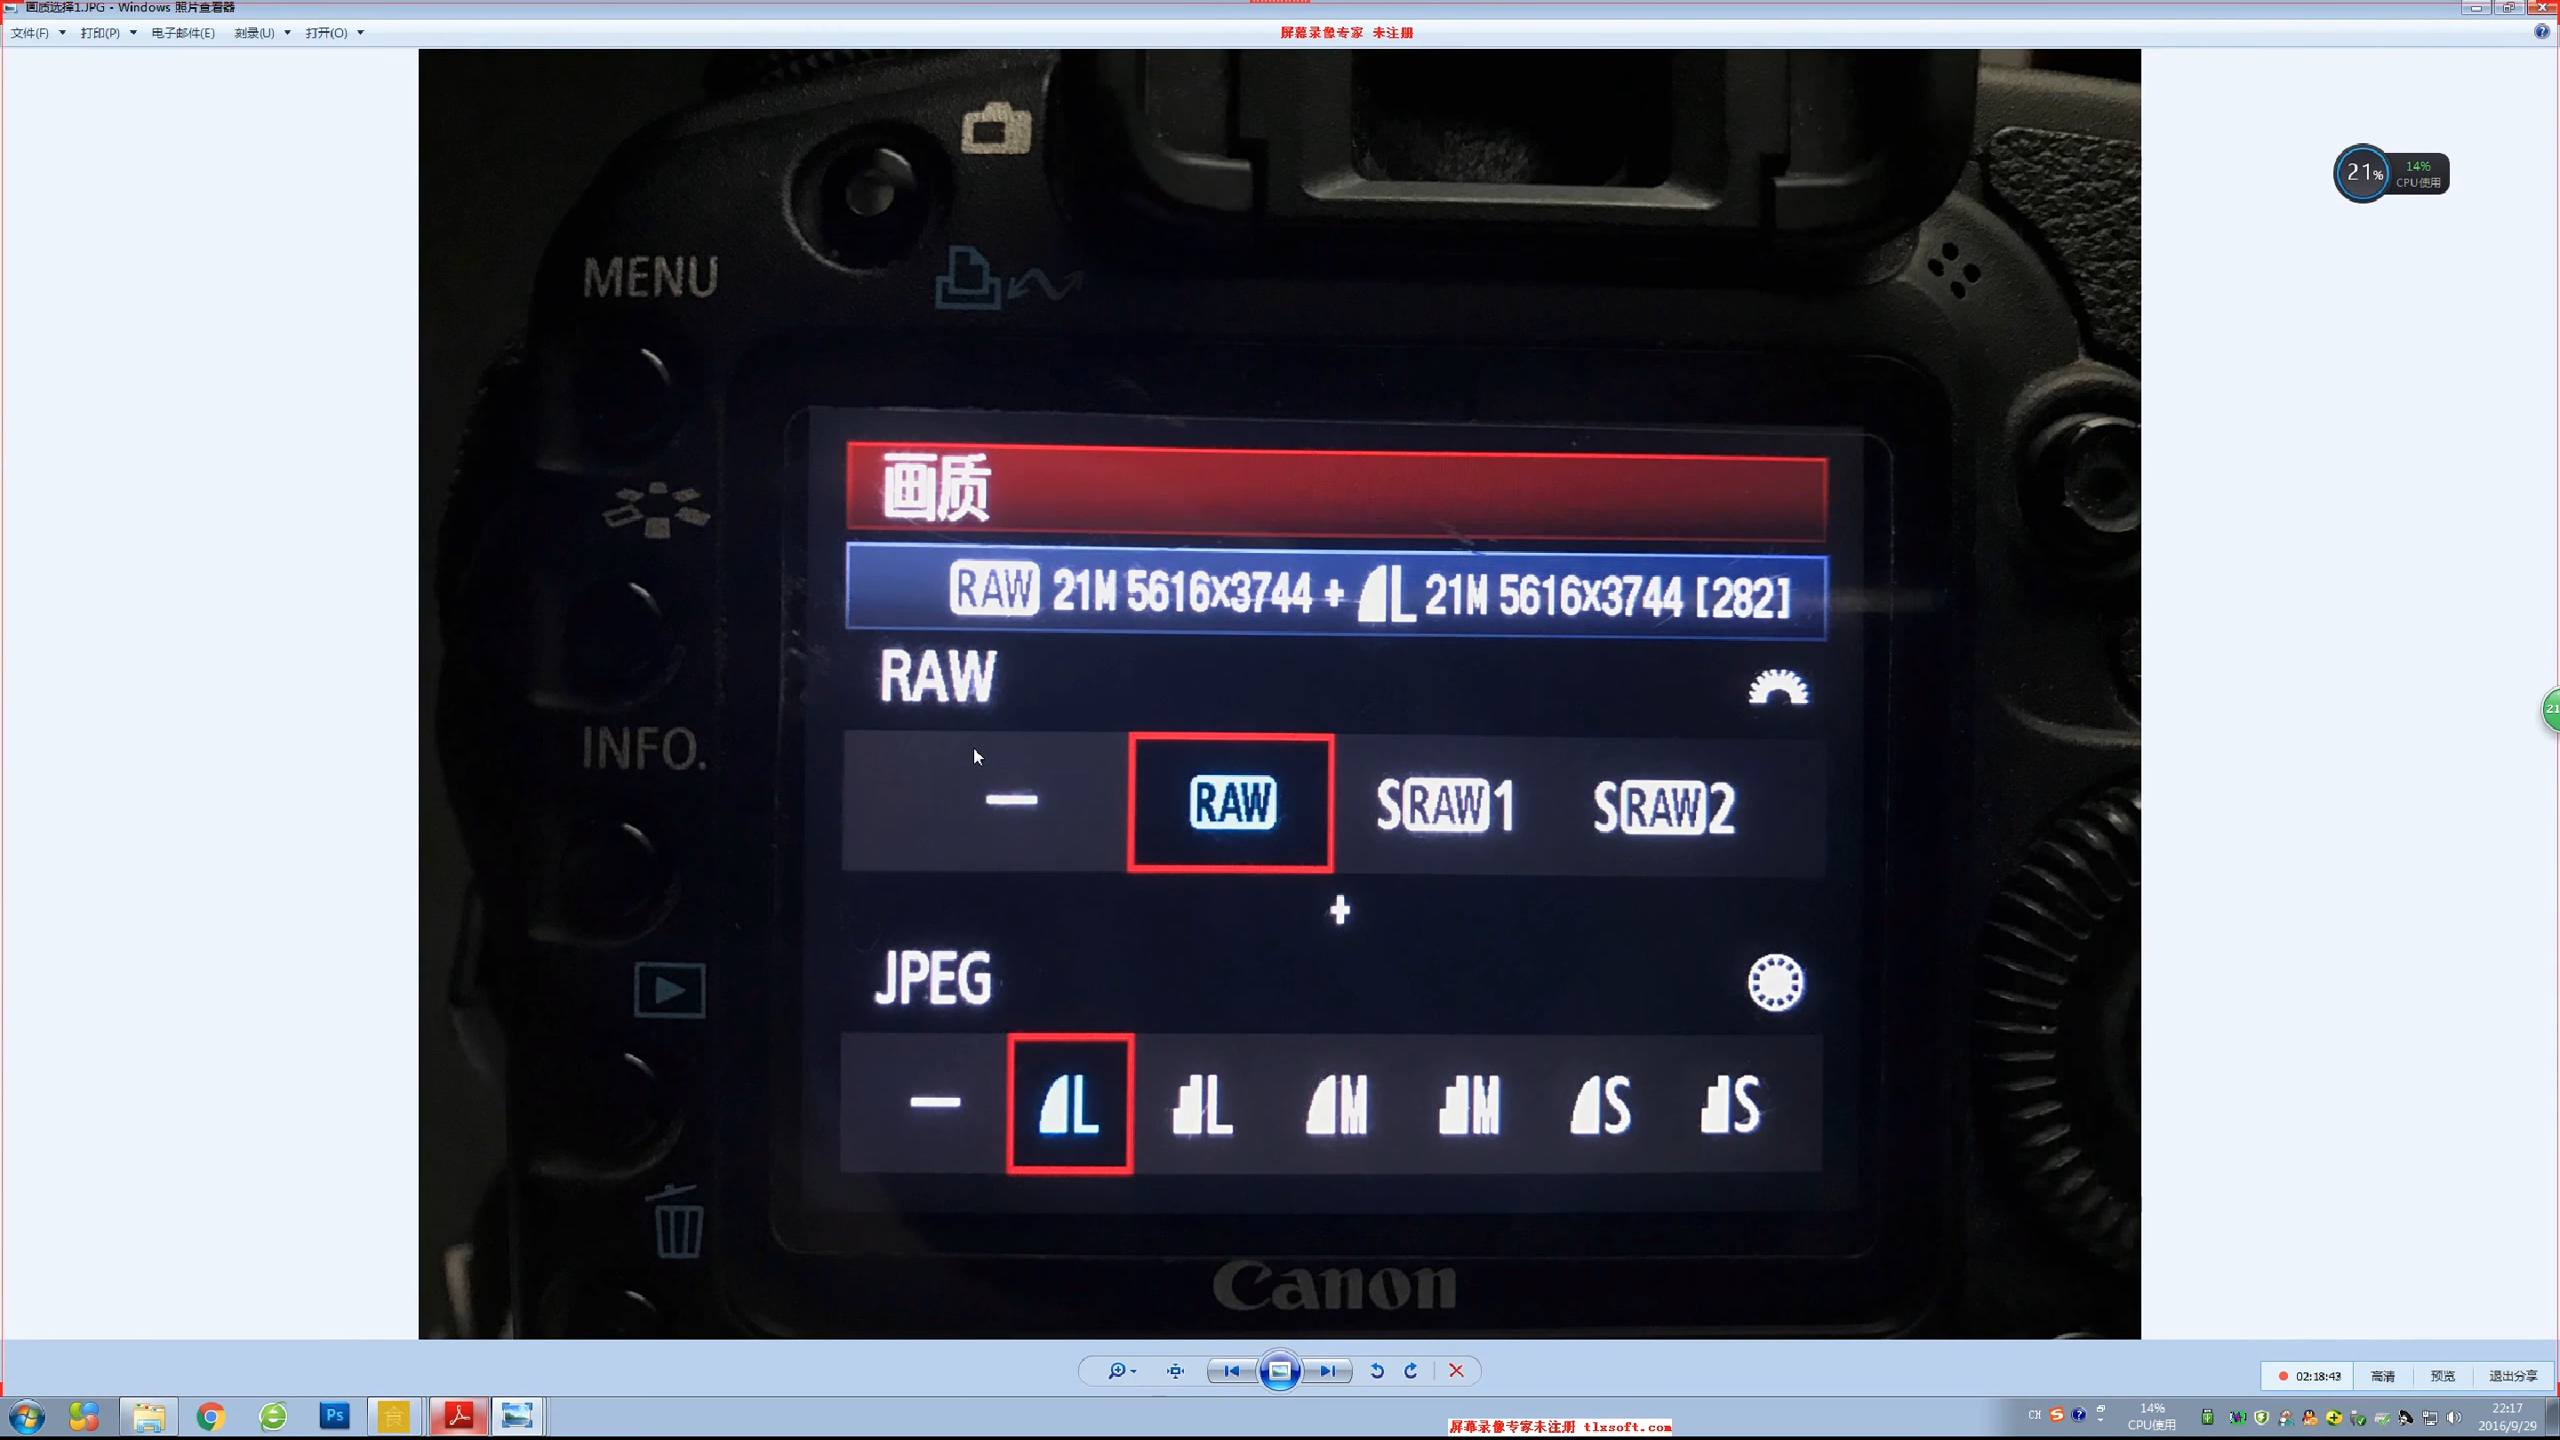 画质选择1.JPG - Windows 照片查看器
文件(F) 打印(P) 电子邮件(E) 刻录(U) 打开(O)
屏幕录像专家 未注册
21% 14%
CPU使用
MENU
画质
RAW 21M 5616x3744 + L 21M 5616x3744 [282]
RAW
INFO.
RAW SRAW1 SRAW2
+
JPEG
L L M M S S
Canon
21
02:18:43 高清 预览 退出分享
Ps 食
屏幕录像专家未注册 tlxsoft.com
CH
14%
CPU使用
22:17
2016/9/29